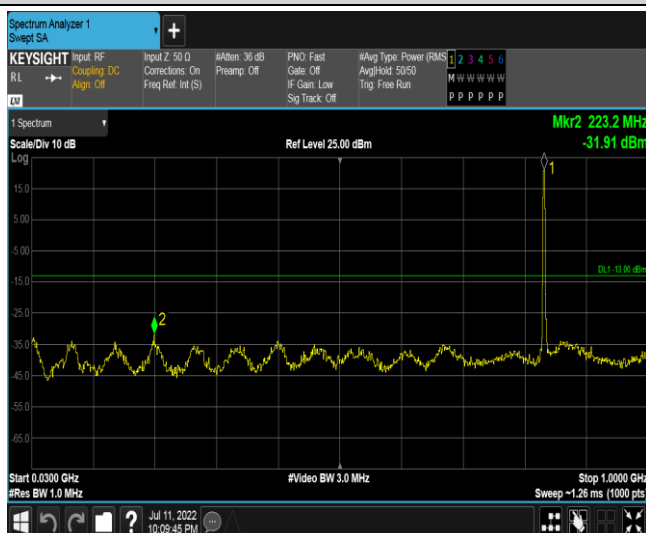 Spectrum Analyzer 1
Swept SA
+
KEYSIGHT
RL
LXI
Input: RF
Coupling: DC
Align: Off
Input Z: 50 Ω
Corrections: On
Freq Ref: Int (S)
#Atten: 36 dB
Preamp: Off
PNO: Fast
Gate: Off
IF Gain: Low
Sig Track: Off
#Avg Type: Power (RMS
Avg|Hold: 50/50
Trig: Free Run
1 2 3 4 5 6
M W W W W W
P P P P P P
1 Spectrum
Scale/Div 10 dB
Log
Ref Level 25.00 dBm
Mkr2 223.2 MHz
-31.91 dBm
1
15.0
5.00
-5.00
DL1 -13.00 dBm
-15.0
-25.0
2
-35.0
-45.0
-55.0
-65.0
Start 0.0300 GHz
#Res BW 1.0 MHz
#Video BW 3.0 MHz
Stop 1.0000 GHz
Sweep ~1.26 ms (1000 pts)
?
Jul 11, 2022
10:09:45 PM